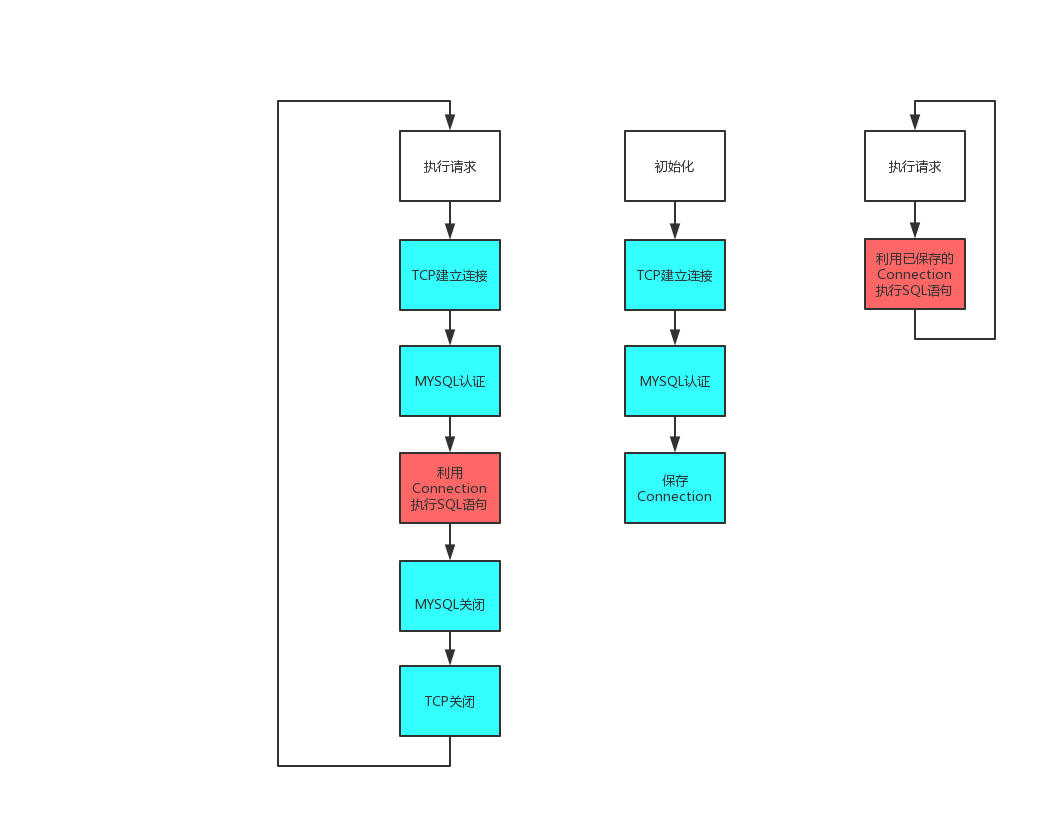 执行请求
TCP建立连接
MYSQL认证
利用
Connection
执行SQL语句
MYSQL关闭
TCP关闭
初始化
TCP建立连接
MYSQL认证
保存
Connection
执行请求
利用已保存的
Connection
执行SQL语句